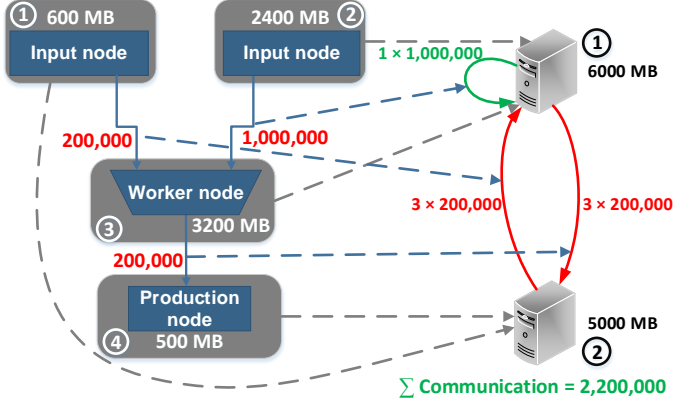 ① 600 MB
Input node
2400 MB ②
Input node
①
1 × 1,000,000
6000 MB
200,000
1,000,000
Worker node
③ 3200 MB
3 × 200,000
3 × 200,000
200,000
Production
node
④ 500 MB
5000 MB
②
∑ Communication = 2,200,000